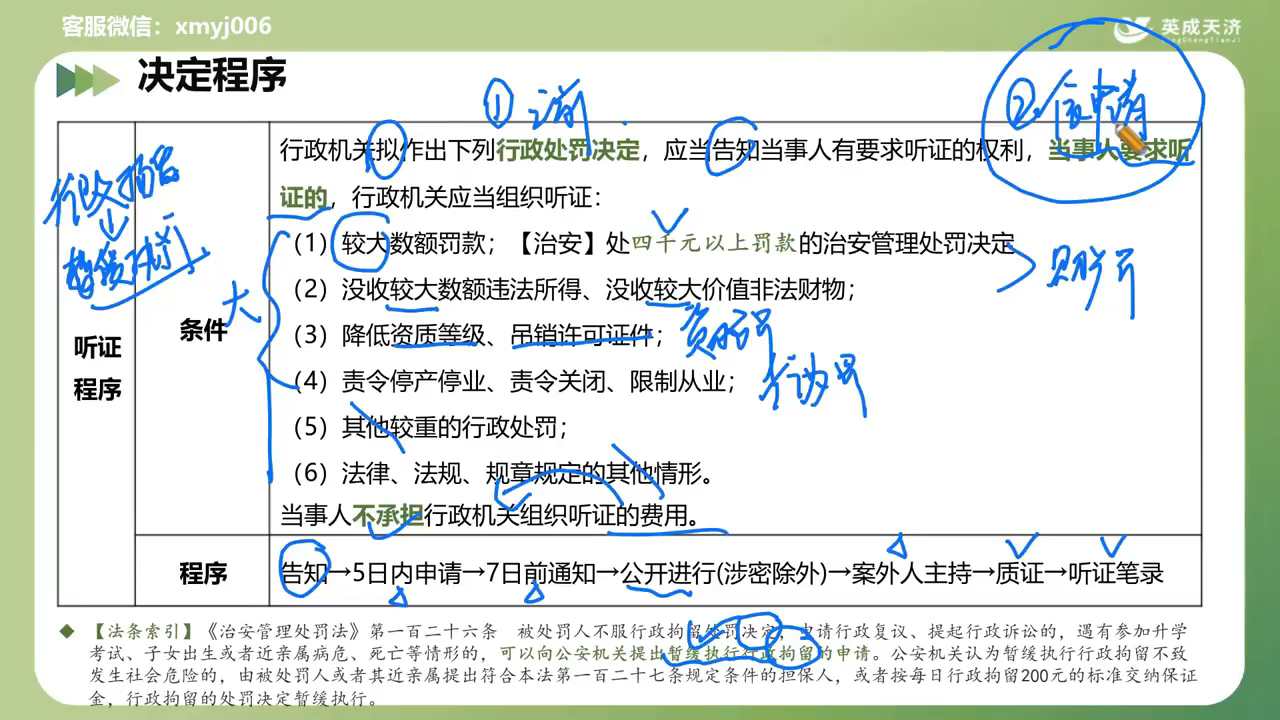 客服微信：xmyj006
英成天济
决定程序
① 之前
② 依申请
行政机关拟作出下列行政处罚决定，应当告知当事人有要求听证的权利，当事人要求听
证的，行政机关应当组织听证：
（1）较大数额罚款；【治安】处四千元以上罚款的治安管理处罚决定
（2）没收较大数额违法所得、没收较大价值非法财物；
（3）降低资质等级、吊销许可证件；
（4）责令停产停业、责令关闭、限制从业；
（5）其他较重的行政处罚；
（6）法律、法规、规章规定的其他情形。
当事人不承担行政机关组织听证的费用。
行政拘留
大
财产罚
资格罚
行为罚
听证
程序
条件
程序
告知→5日内申请→7日前通知→公开进行(涉密除外)→案外人主持→质证→听证笔录
【法条索引】《治安管理处罚法》第一百二十六条 被处罚人不服行政拘留处罚决定，申请行政复议、提起行政诉讼的，遇有参加升学
考试、子女出生或者近亲属病危、死亡等情形的，可以向公安机关提出暂缓执行行政拘留的申请。公安机关认为暂缓执行行政拘留不致
发生社会危险的，由被处罚人或者其近亲属提出符合本法第一百二十七条规定条件的担保人，或者按每日行政拘留200元的标准交纳保证
金，行政拘留的处罚决定暂缓执行。